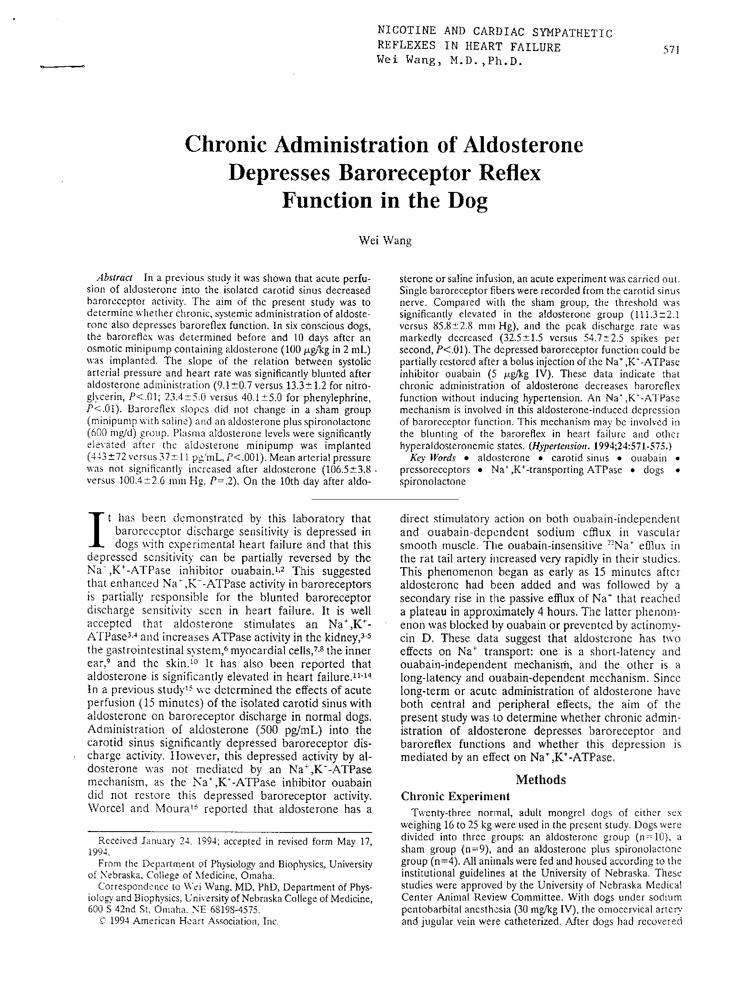 NICOTINE AND CARDIAC SYMPATHETIC
REFLEXES IN HEART FAILURE
Wei Wang, M.D.,Ph.D.
571
Chronic Administration of Aldosterone
Depresses Baroreceptor Reflex
Function in the Dog
Wei Wang
Abstract In a previous study it was shown that acute perfu-
sion of aldosterone into the isolated carotid sinus decreased
baroreceptor activity. The aim of the present study was to
determine whether chronic, systemic administration of aldoste-
rone also depresses baroreflex function. In six conscious dogs,
the baroreflex was determined before and 10 days after an
osmotic minipump containing aldosterone (100 μg/kg in 2 mL)
was implanted. The slope of the relation between systolic
arterial pressure and heart rate was significantly blunted after
aldosterone administration (9.1±0.7 versus 13.3±1.2 for nitro-
glycerin, P<.01; 23.4±5.0 versus 40.1±5.0 for phenylephrine,
P<.01). Baroreflex slopes did not change in a sham group
(minipump with saline) and an aldosterone plus spironolactone
(600 mg/d) group. Plasma aldosterone levels were significantly
elevated after the aldosterone minipump was implanted
(443±72 versus 37±11 pg/mL, P<.001). Mean arterial pressure
was not significantly increased after aldosterone (106.5±3.8
versus 100.4±2.6 mm Hg, P=.2). On the 10th day after aldo-
sterone or saline infusion, an acute experiment was carried out.
Single baroreceptor fibers were recorded from the carotid sinus
nerve. Compared with the sham group, the threshold was
significantly elevated in the aldosterone group (111.3±2.1
versus 85.8±2.8 mm Hg), and the peak discharge rate was
markedly decreased (32.5±1.5 versus 54.7±2.5 spikes per
second, P<.01). The depressed baroreceptor function could be
partially restored after a bolus injection of the Na⁺,K⁺-ATPase
inhibitor ouabain (5 μg/kg IV). These data indicate that
chronic administration of aldosterone decreases baroreflex
function without inducing hypertension. An Na⁺,K⁺-ATPase
mechanism is involved in this aldosterone-induced depression
of baroreceptor function. This mechanism may be involved in
the blunting of the baroreflex in heart failure and other
hyperaldosteronemic states. (Hypertension. 1994;24:571-575.)
Key Words • aldosterone • carotid sinus • ouabain •
pressoreceptors • Na⁺,K⁺-transporting ATPase • dogs •
spironolactone
It has been demonstrated by this laboratory that
baroreceptor discharge sensitivity is depressed in
dogs with experimental heart failure and that this
depressed sensitivity can be partially reversed by the
Na⁺,K⁺-ATPase inhibitor ouabain.¹,² This suggested
that enhanced Na⁺,K⁺-ATPase activity in baroreceptors
is partially responsible for the blunted baroreceptor
discharge sensitivity seen in heart failure. It is well
accepted that aldosterone stimulates an Na⁺,K⁺-
ATPase³,⁴ and increases ATPase activity in the kidney,³-⁵
the gastrointestinal system,⁶ myocardial cells,⁷,⁸ the inner
ear,⁹ and the skin.¹⁰ It has also been reported that
aldosterone is significantly elevated in heart failure.¹¹-¹⁴
In a previous study¹⁵ we determined the effects of acute
perfusion (15 minutes) of the isolated carotid sinus with
aldosterone on baroreceptor discharge in normal dogs.
Administration of aldosterone (500 pg/mL) into the
carotid sinus significantly depressed baroreceptor dis-
charge activity. However, this depressed activity by al-
dosterone was not mediated by an Na⁺,K⁺-ATPase
mechanism, as the Na⁺,K⁺-ATPase inhibitor ouabain
did not restore this depressed baroreceptor activity.
Worcel and Moura¹⁶ reported that aldosterone has a
direct stimulatory action on both ouabain-independent
and ouabain-dependent sodium efflux in vascular
smooth muscle. The ouabain-insensitive ²²Na⁺ efflux in
the rat tail artery increased very rapidly in their studies.
This phenomenon began as early as 15 minutes after
aldosterone had been added and was followed by a
secondary rise in the passive efflux of Na⁺ that reached
a plateau in approximately 4 hours. The latter phenom-
enon was blocked by ouabain or prevented by actinomy-
cin D. These data suggest that aldosterone has two
effects on Na⁺ transport: one is a short-latency and
ouabain-independent mechanism, and the other is a
long-latency and ouabain-dependent mechanism. Since
long-term or acute administration of aldosterone have
both central and peripheral effects, the aim of the
present study was to determine whether chronic admin-
istration of aldosterone depresses baroreceptor and
baroreflex functions and whether this depression is
mediated by an effect on Na⁺,K⁺-ATPase.
Methods
Chronic Experiment
Twenty-three normal, adult mongrel dogs of either sex
weighing 16 to 25 kg were used in the present study. Dogs were
divided into three groups: an aldosterone group (n=10), a
sham group (n=9), and an aldosterone plus spironolactone
group (n=4). All animals were fed and housed according to the
institutional guidelines at the University of Nebraska. These
studies were approved by the University of Nebraska Medical
Center Animal Review Committee. With dogs under sodium
pentobarbital anesthesia (30 mg/kg IV), the omocervical artery
and jugular vein were catheterized. After dogs had recovered
Received January 24, 1994; accepted in revised form May 17,
1994.
From the Department of Physiology and Biophysics, University
of Nebraska, College of Medicine, Omaha.
Correspondence to Wei Wang, MD, PhD, Department of Phys-
iology and Biophysics, University of Nebraska College of Medicine,
600 S 42nd St, Omaha, NE 68198-4575.
© 1994 American Heart Association, Inc.